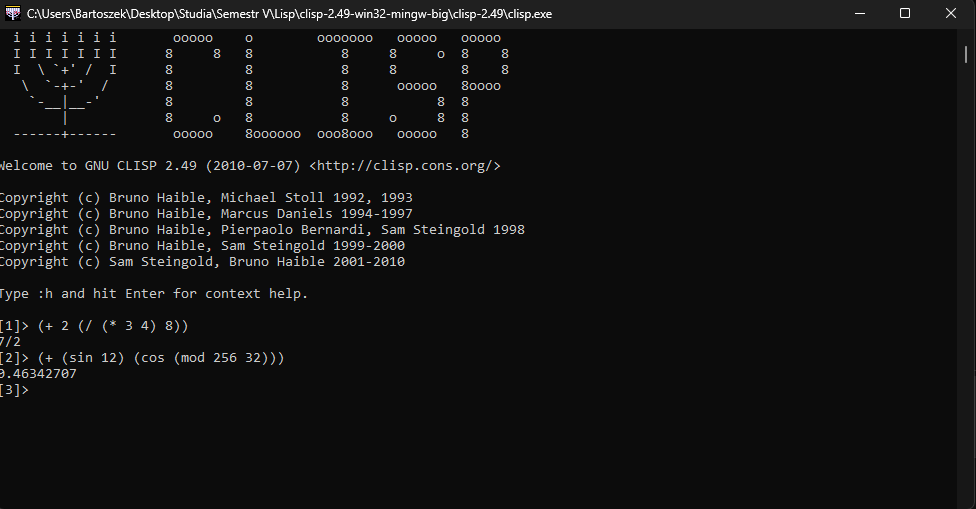 C:\Users\Bartoszek\Desktop\Studia\Semestr V\Lisp\clisp-2.49-win32-mingw-big\clisp-2.49\clisp.exe
  i i i i i i i       ooooo    o        ooooooo   ooooo   ooooo
  I I I I I I I      8     8   8           8     8     o  8    8
  I  \ `+' /  I      8         8           8     8        8    8
   \  `-+-'  /       8         8           8      ooooo   8oooo
    `-__|__-'        8         8           8           8  8
        |            8     o   8           8     o     8  8
  ------+------       ooooo    8oooooo  ooo8ooo   ooooo   8
Welcome to GNU CLISP 2.49 (2010-07-07) <http://clisp.cons.org/>
Copyright (c) Bruno Haible, Michael Stoll 1992, 1993
Copyright (c) Bruno Haible, Marcus Daniels 1994-1997
Copyright (c) Bruno Haible, Pierpaolo Bernardi, Sam Steingold 1998
Copyright (c) Bruno Haible, Sam Steingold 1999-2000
Copyright (c) Sam Steingold, Bruno Haible 2001-2010
Type :h and hit Enter for context help.
[1]> (+ 2 (/ (* 3 4) 8))
7/2
[2]> (+ (sin 12) (cos (mod 256 32)))
0.46342707
[3]>